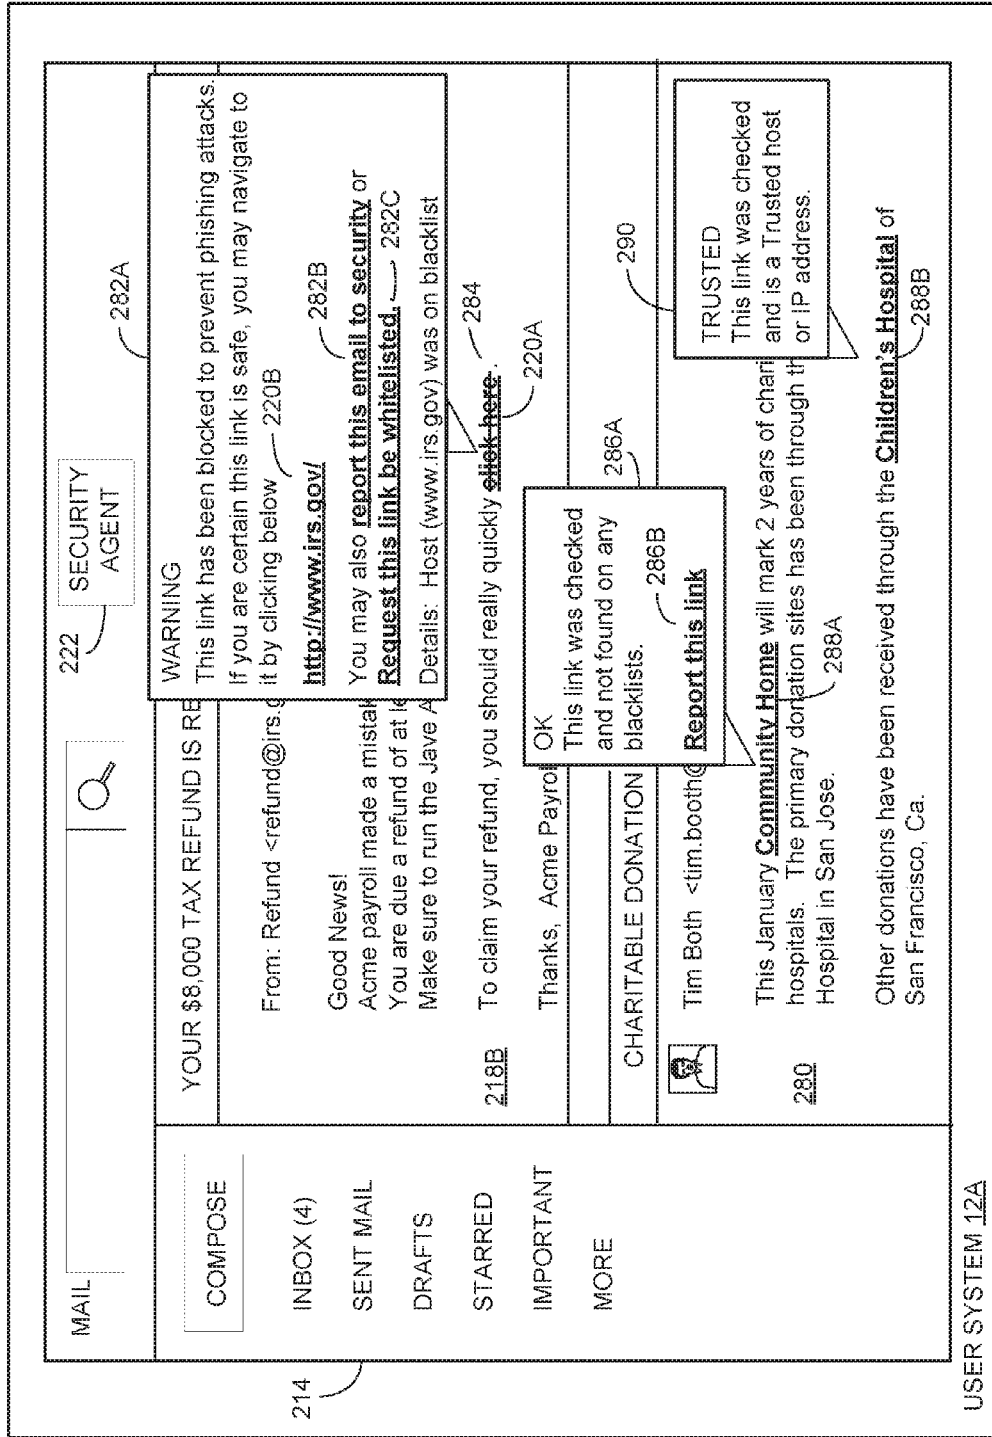 MAIL
222
SECURITY
AGENT
214
COMPOSE
INBOX (4)
SENT MAIL
DRAFTS
STARRED
IMPORTANT
MORE
YOUR $8,000 TAX REFUND IS RE
From: Refund <refund@irs.g
Good News!
Acme payroll made a mistak
You are due a refund of at le
Make sure to run the Jave A
218B
To claim your refund, you should really quickly click here.
284
220A
Thanks, Acme Payrol
282A
WARNING
This link has been blocked to prevent phishing attacks.
If you are certain this link is safe, you may navigate to
it by clicking below
220B
http://www.irs.gov/
282B
You may also report this email to security or
Request this link be whitelisted.
282C
Details: Host (www.irs.gov) was on blacklist
CHARITABLE DONATION
286A
OK
This link was checked
and not found on any
blacklists.
286B
Report this link
Tim Both <tim.booth@
280
This January Community Home will mark 2 years of chari
hospitals. The primary donation sites has been through th
Hospital in San Jose.
288A
290
TRUSTED
This link was checked
and is a Trusted host
or IP address.
Other donations have been received through the Children's Hospital of
San Francisco, Ca.
288B
USER SYSTEM 12A